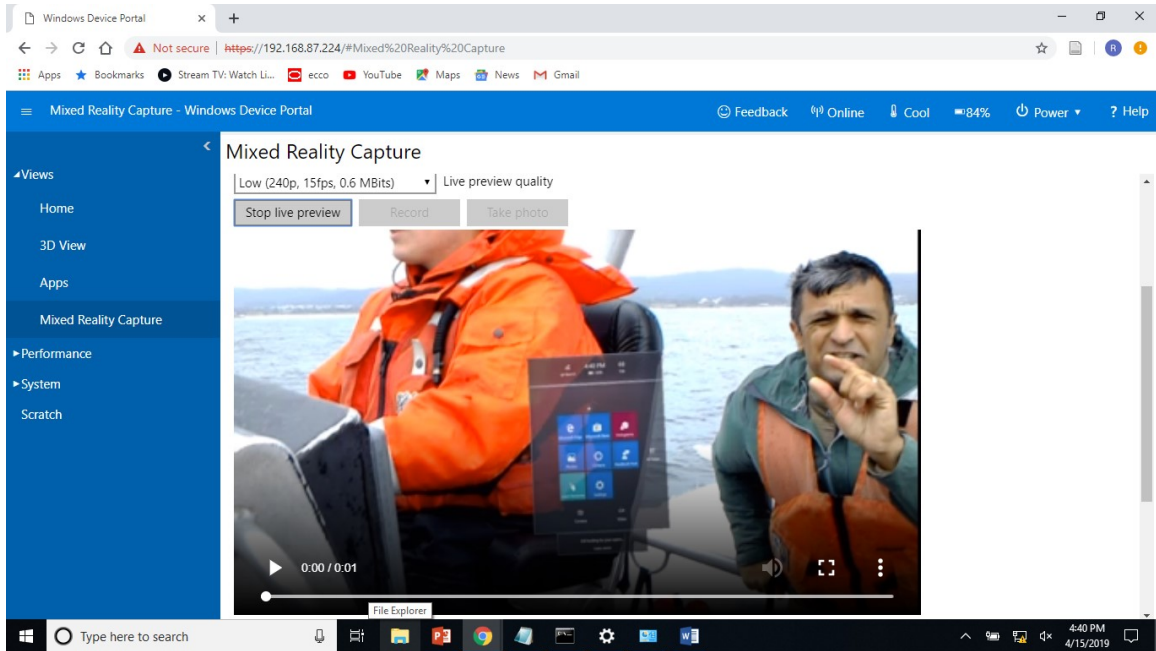 Windows Device Portal
Not secure | https://192.168.87.224/#Mixed%20Reality%20Capture
R
Apps Bookmarks Stream TV: Watch Li... ecco YouTube Maps News Gmail
Mixed Reality Capture - Windows Device Portal Feedback Online Cool 84% Power ▾ ? Help
Views
Home
3D View
Apps
Mixed Reality Capture
Performance
System
Scratch
Mixed Reality Capture
Low (240p, 15fps, 0.6 MBits) Live preview quality
Stop live preview Record Take photo
4:40 PM
0:00 / 0:01
File Explorer
Type here to search
4:40 PM
4/15/2019